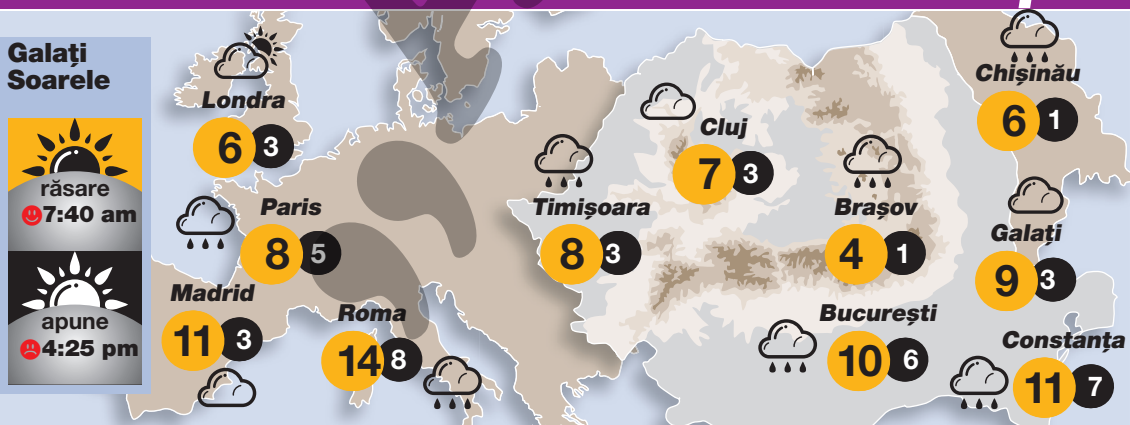 Galați
Soarele
răsare
7:40 am
apune
4:25 pm
Londra
6 3
Paris
8 5
Madrid
11 3
Roma
14 8
Timișoara
8 3
Cluj
7 3
Brașov
4 1
București
10 6
Chișinău
6 1
Galați
9 3
Constanța
11 7